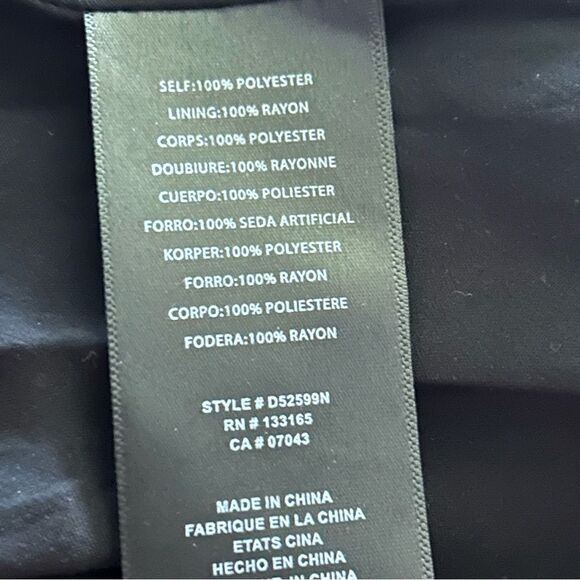 SELF:100% POLYESTER
LINING:100% RAYON
CORPS:100% POLYESTER
DOUBIURE:100% RAYONNE
CUERPO:100% POLIESTER
FORRO:100% SEDA ARTIFICIAL
KORPER:100% POLYESTER
FORRO:100% RAYON
CORPO:100% POLIESTERE
FODERA:100% RAYON
STYLE # D52599N
RN # 133165
CA # 07043
MADE IN CHINA
FABRIQUE EN LA CHINA
ETATS CINA
HECHO EN CHINA
IN CHINA